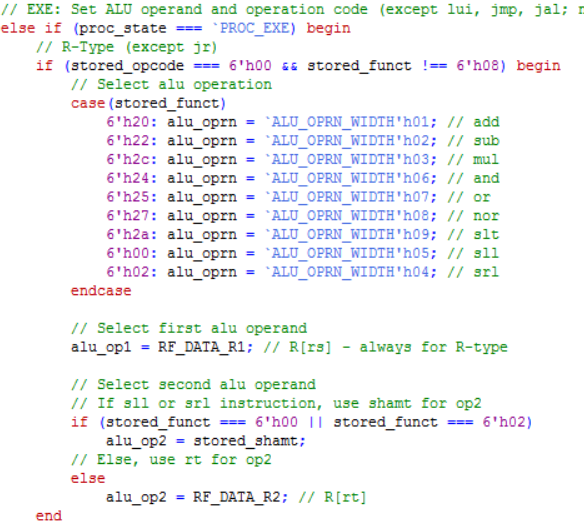 // EXE: Set ALU operand and operation code (except lui, jmp, jal;
else if (proc_state === `PROC_EXE) begin
// R-Type (except jr)
if (stored_opcode === 6'h00 && stored_funct !== 6'h08) begin
// Select alu operation
case(stored_funct)
6'h20: alu_oprn = `ALU_OPRN_WIDTH'h01; // add
6'h22: alu_oprn = `ALU_OPRN_WIDTH'h02; // sub
6'h2c: alu_oprn = `ALU_OPRN_WIDTH'h03; // mul
6'h24: alu_oprn = `ALU_OPRN_WIDTH'h06; // and
6'h25: alu_oprn = `ALU_OPRN_WIDTH'h07; // or
6'h27: alu_oprn = `ALU_OPRN_WIDTH'h08; // nor
6'h2a: alu_oprn = `ALU_OPRN_WIDTH'h09; // slt
6'h00: alu_oprn = `ALU_OPRN_WIDTH'h05; // sll
6'h02: alu_oprn = `ALU_OPRN_WIDTH'h04; // srl
endcase
// Select first alu operand
alu_op1 = RF_DATA_R1; // R[rs] - always for R-type
// Select second alu operand
// If sll or srl instruction, use shamt for op2
if (stored_funct === 6'h00 || stored_funct === 6'h02)
alu_op2 = stored_shamt;
// Else, use rt for op2
else
alu_op2 = RF_DATA_R2; // R[rt]
end